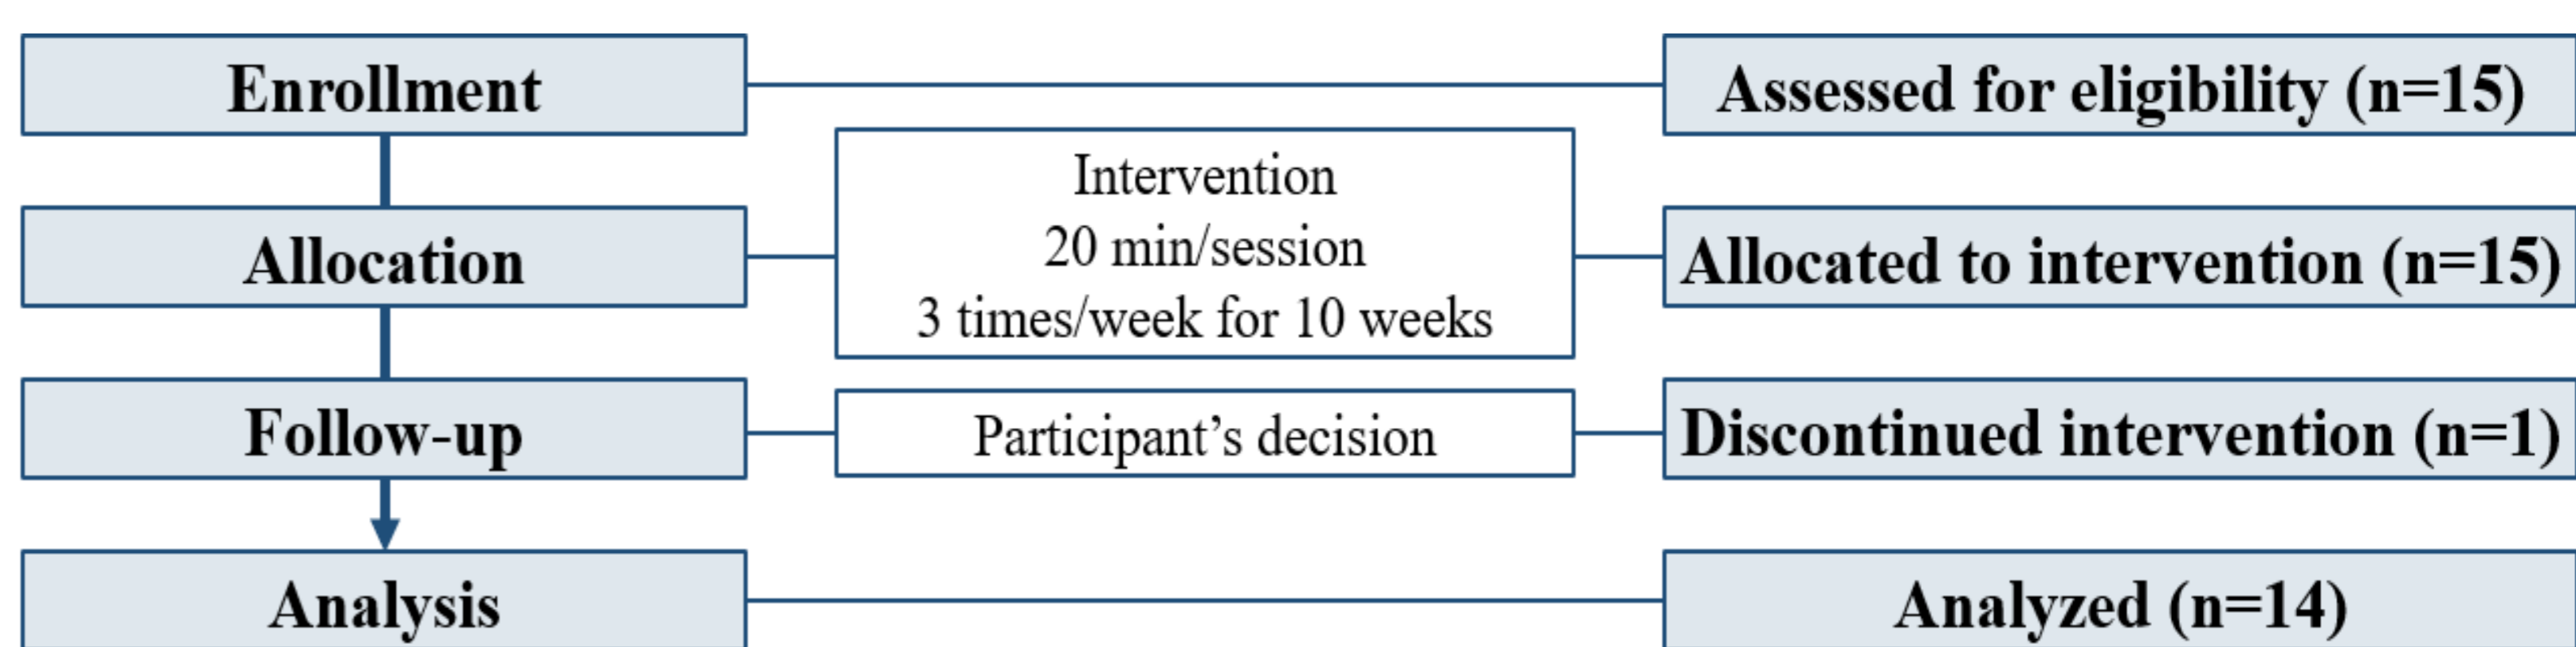 Enrollment
Assessed for eligibility (n=15)
Intervention
20 min/session
3 times/week for 10 weeks
Allocation
Allocated to intervention (n=15)
Follow-up
Participant’s decision
Discontinued intervention (n=1)
Analysis
Analyzed (n=14)